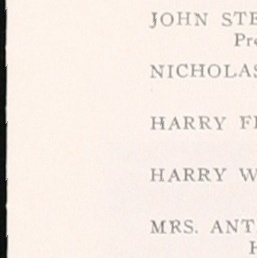 JOHN STE
Pre
NICHOLAS
HARRY FI
HARRY W
MRS. ANT
H